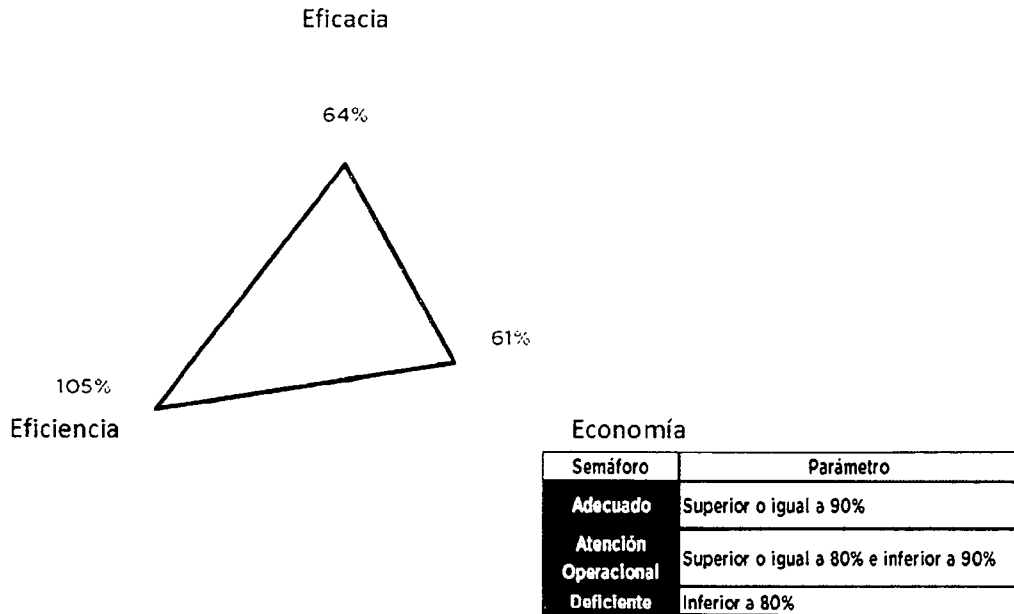 Eficacia
64%
61%
105%
Eficiencia
Economía
Semáforo Parámetro
Adecuado Superior o igual a 90%
Atención
Operacional Superior o igual a 80% e inferior a 90%
Deficiente Inferior a 80%